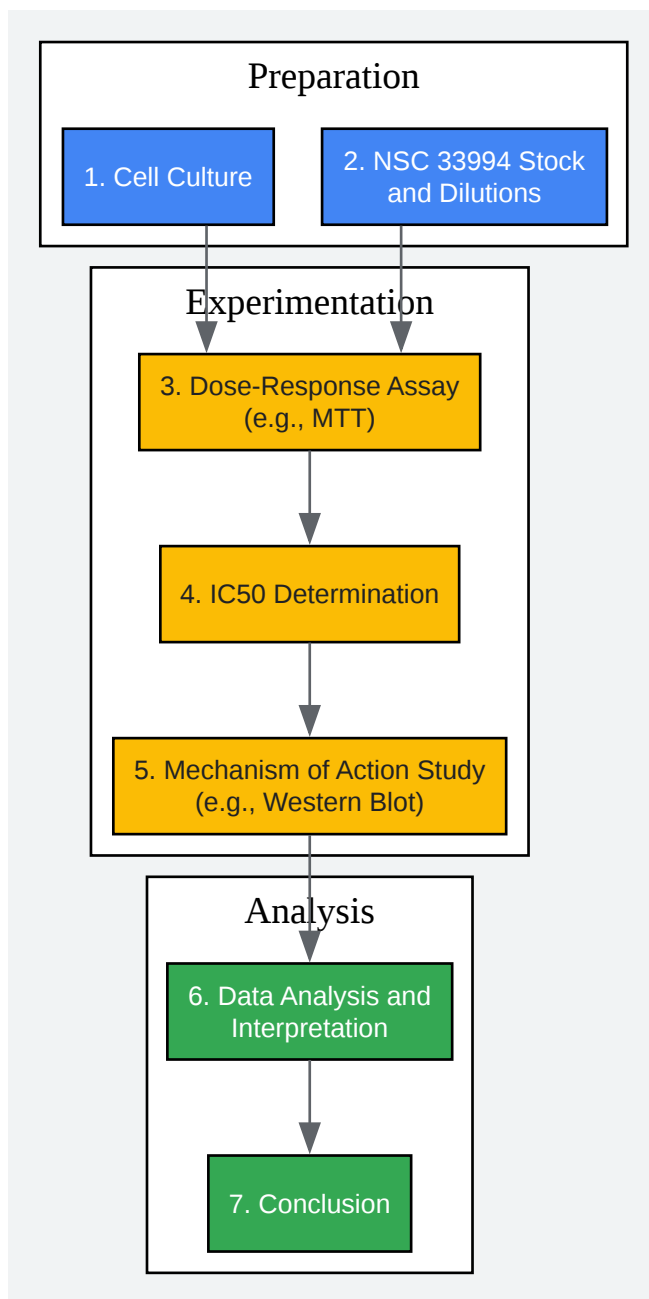 Preparation
1. Cell Culture
2. NSC 33994 Stock
and Dilutions
Experimentation
3. Dose-Response Assay
(e.g., MTT)
4. IC50 Determination
5. Mechanism of Action Study
(e.g., Western Blot)
Analysis
6. Data Analysis and
Interpretation
7. Conclusion